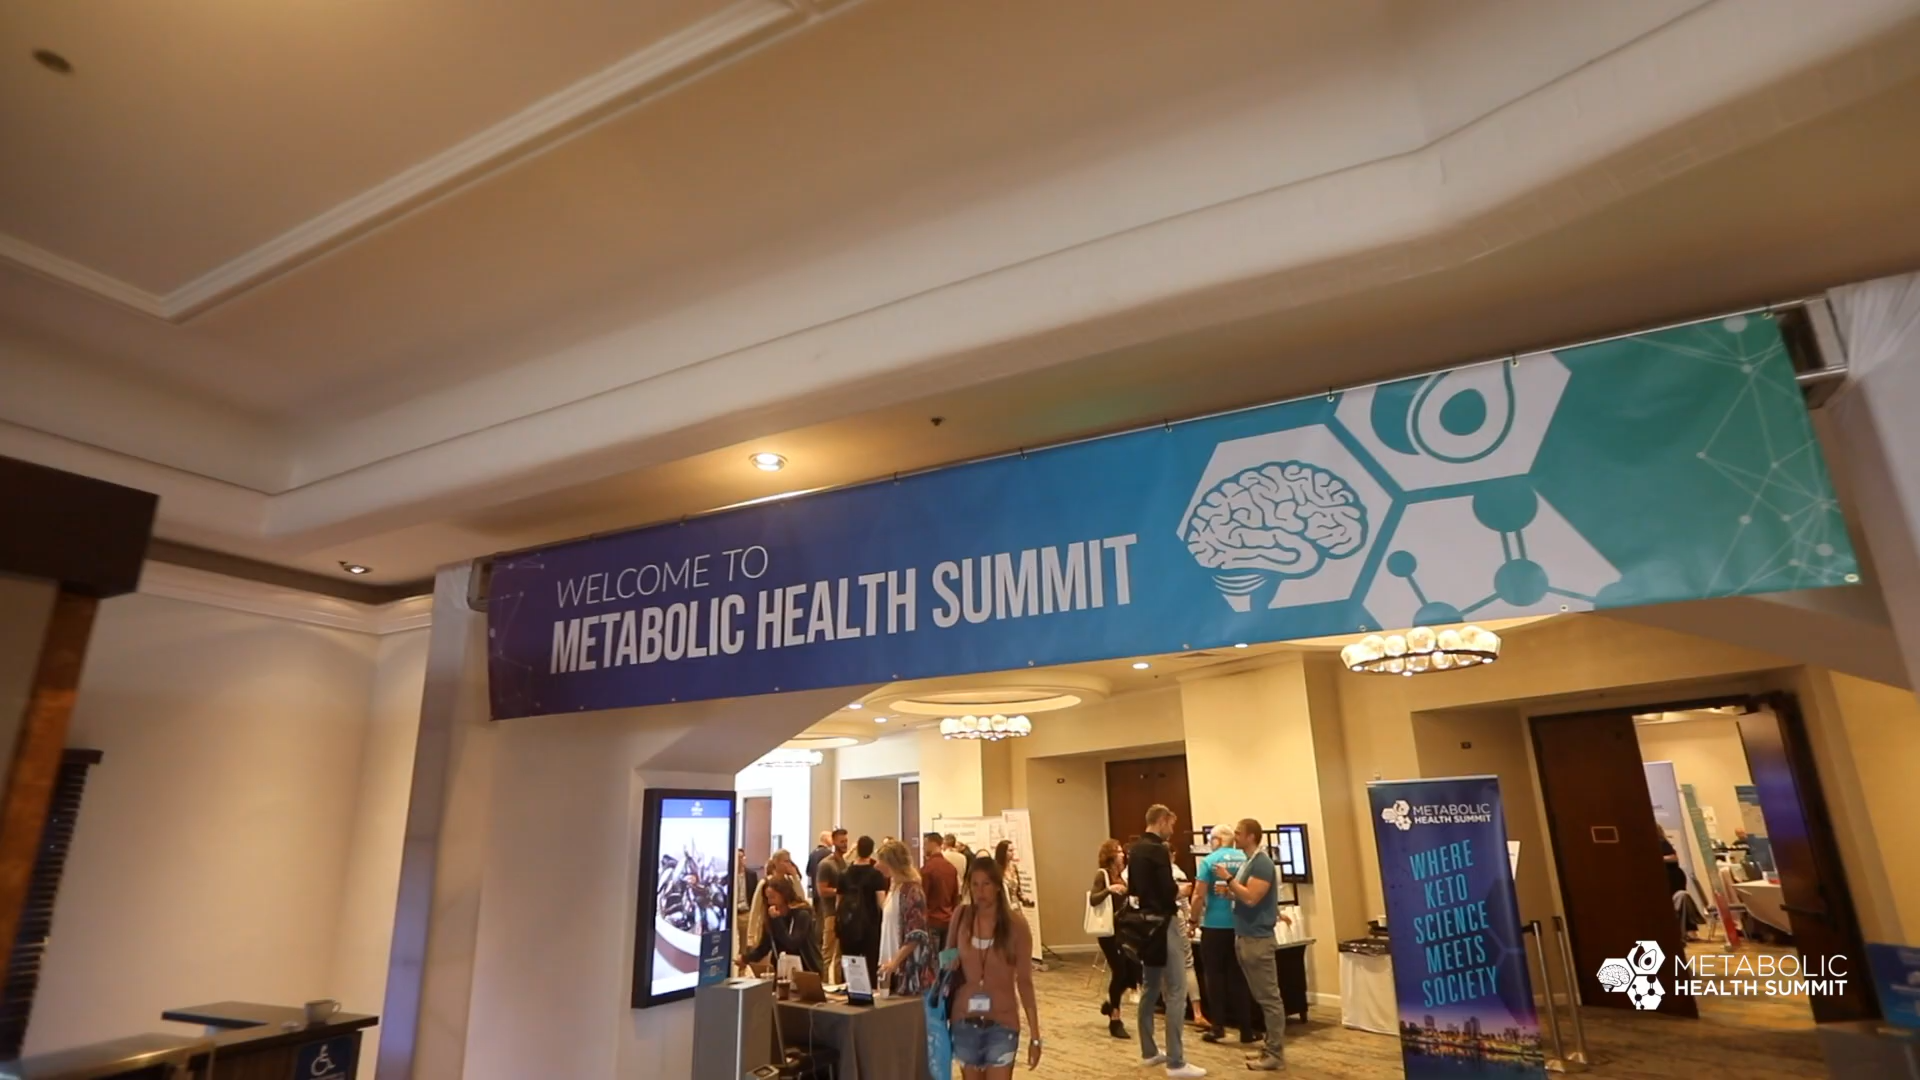 WELCOME TO
METABOLIC HEALTH SUMMIT
METABOLIC
HEALTH SUMMIT
WHERE
KETO
SCIENCE
MEETS
SOCIETY
METABOLIC
HEALTH SUMMIT